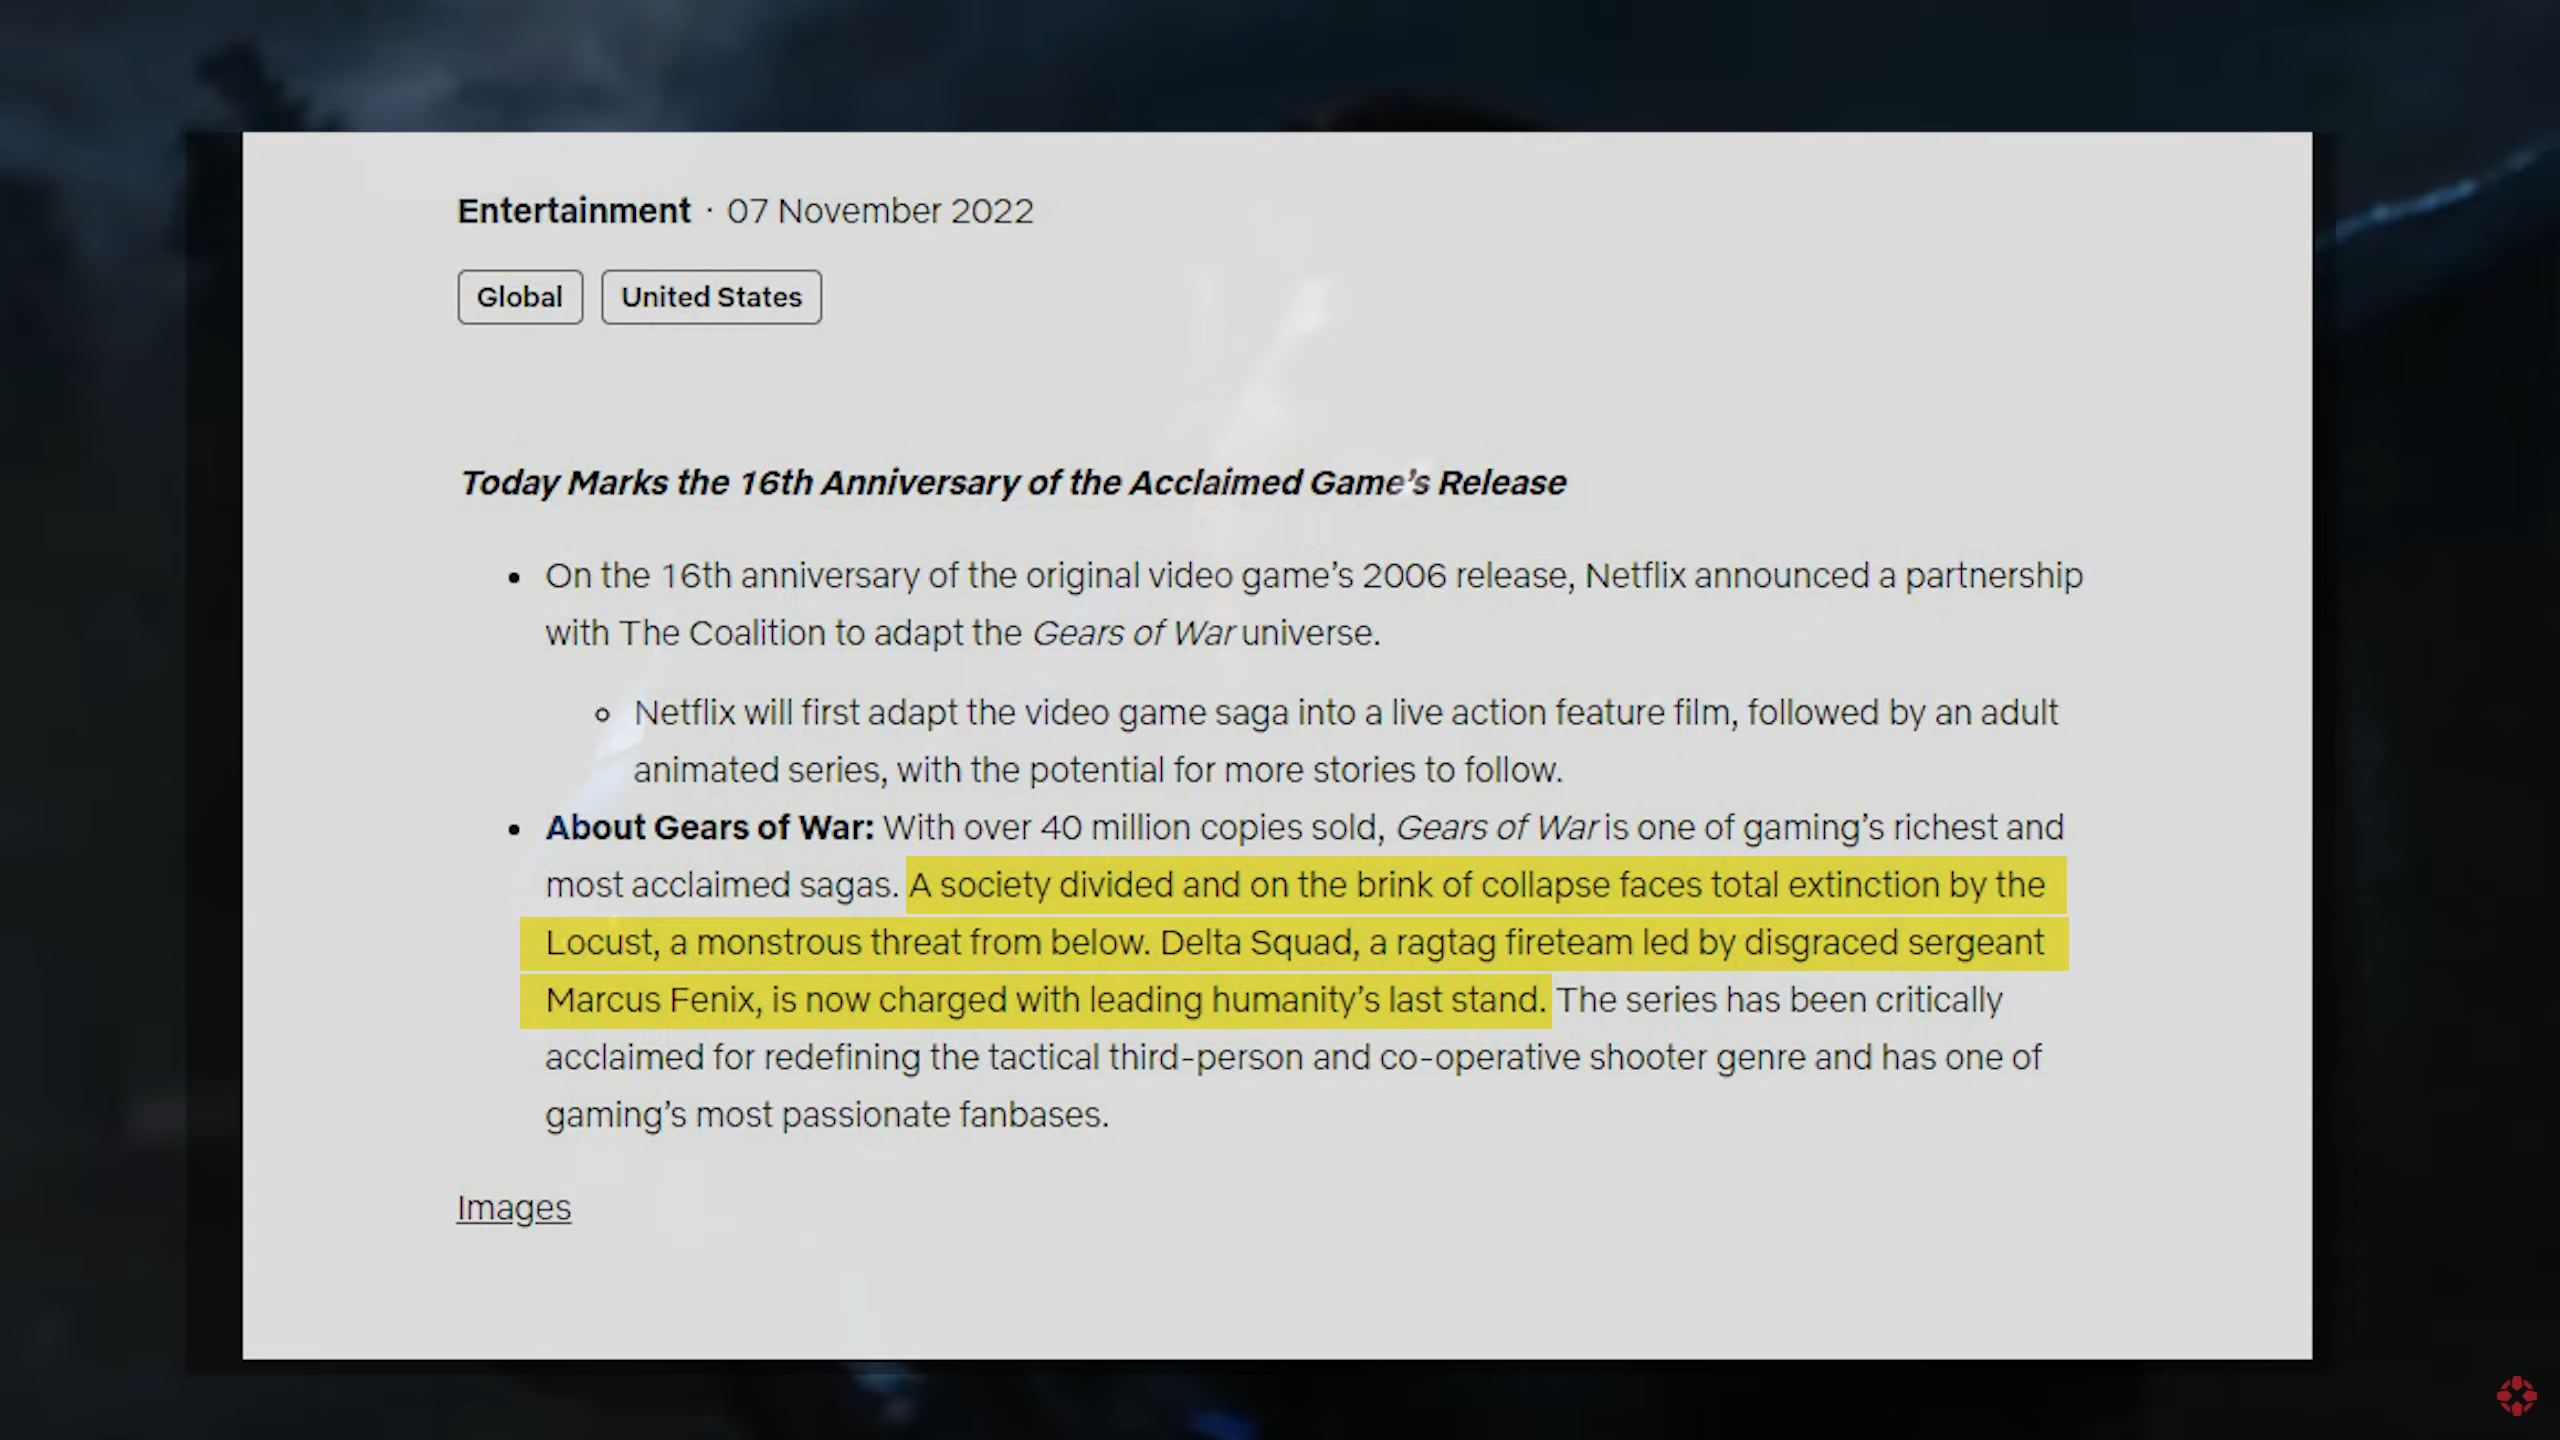 Entertainment · 07 November 2022
Global United States
Today Marks the 16th Anniversary of the Acclaimed Game’s Release
• On the 16th anniversary of the original video game’s 2006 release, Netflix announced a partnership
with The Coalition to adapt the Gears of War universe.
○ Netflix will first adapt the video game saga into a live action feature film, followed by an adult
animated series, with the potential for more stories to follow.
• About Gears of War: With over 40 million copies sold, Gears of War is one of gaming’s richest and
most acclaimed sagas. A society divided and on the brink of collapse faces total extinction by the
Locust, a monstrous threat from below. Delta Squad, a ragtag fireteam led by disgraced sergeant
Marcus Fenix, is now charged with leading humanity’s last stand. The series has been critically
acclaimed for redefining the tactical third-person and co-operative shooter genre and has one of
gaming’s most passionate fanbases.
Images